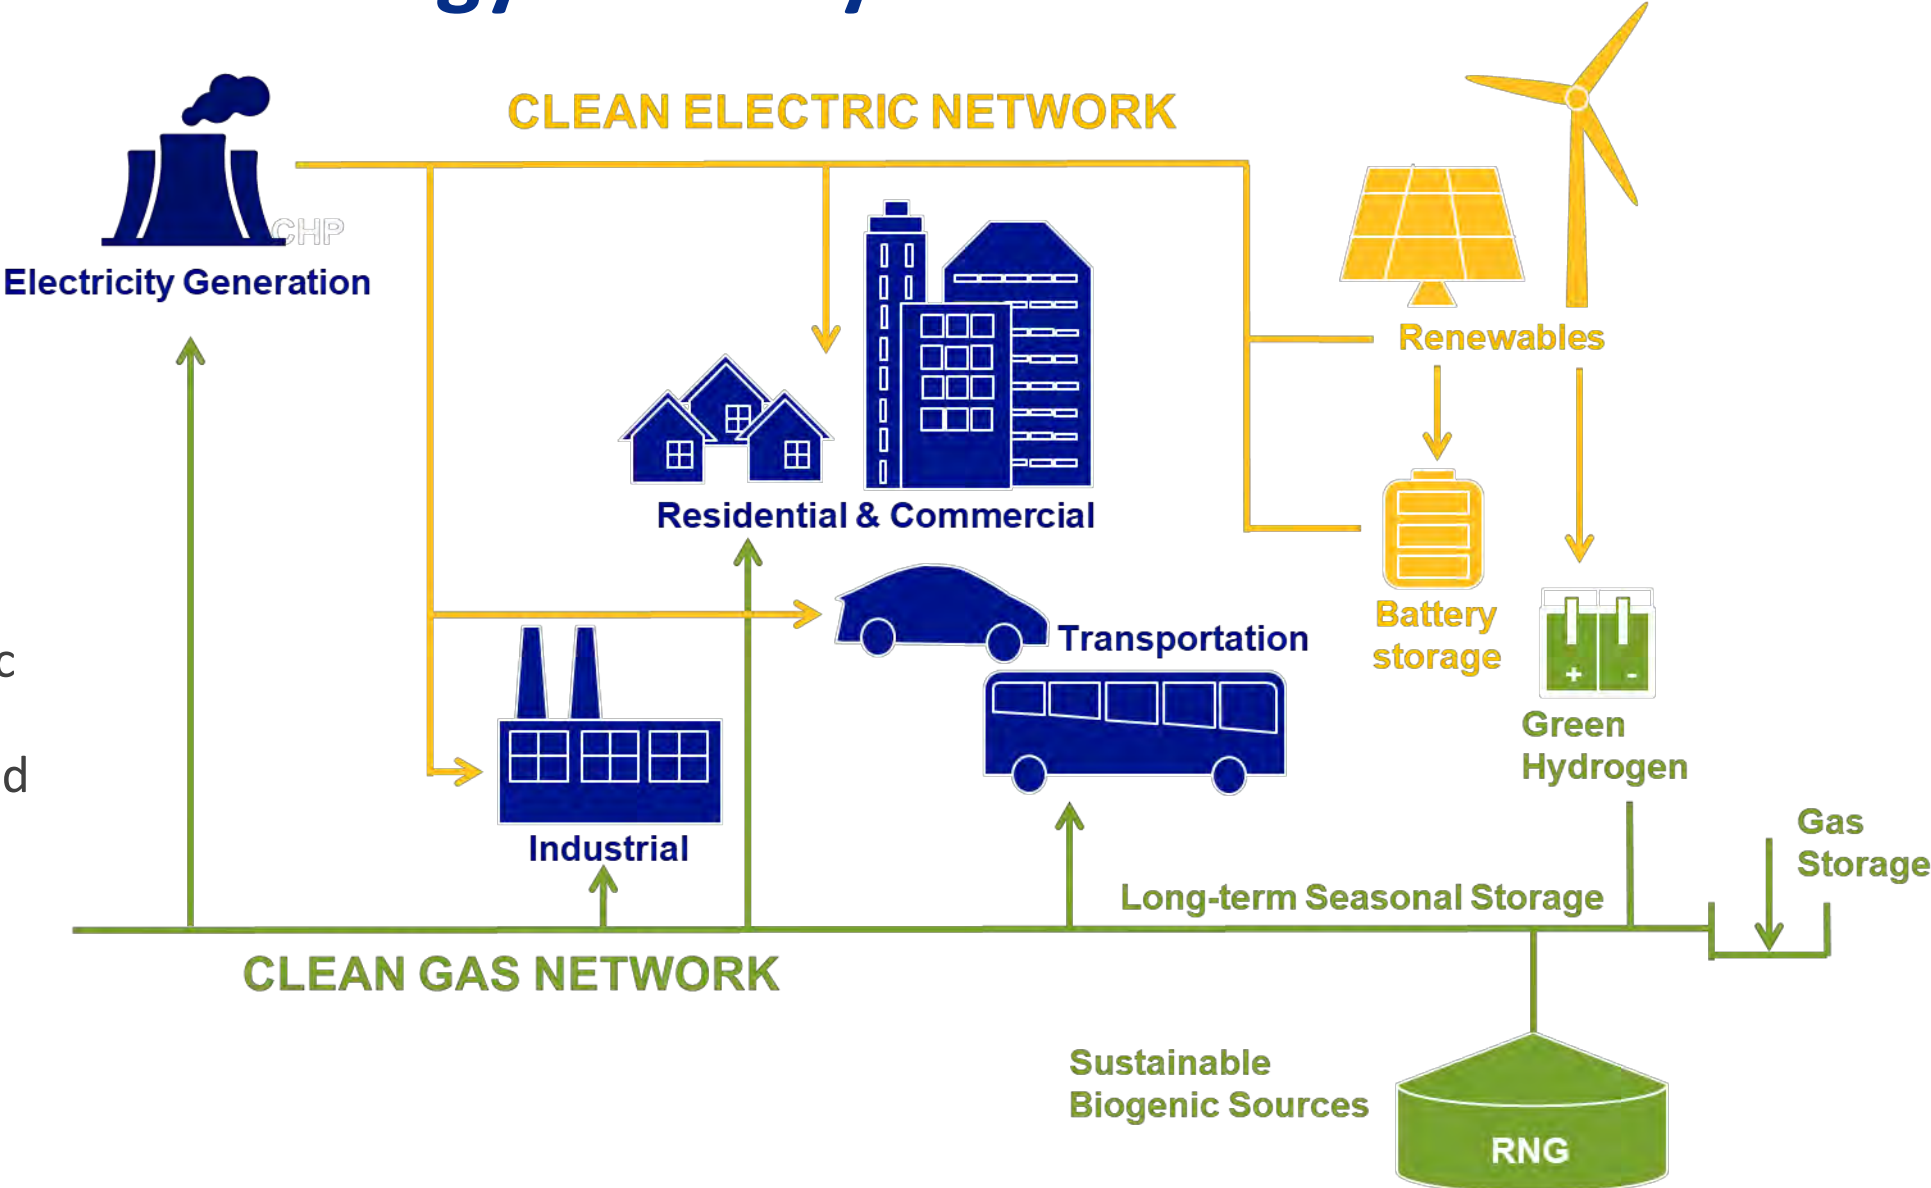 CLEAN ELECTRIC NETWORK
CHP
Electricity Generation
Renewables
Residential & Commercial
Battery
storage
Transportation
c
d
Green
Hydrogen
Industrial
Gas
Storage
Long-term Seasonal Storage
CLEAN GAS NETWORK
Sustainable
Biogenic Sources
RNG
+ -